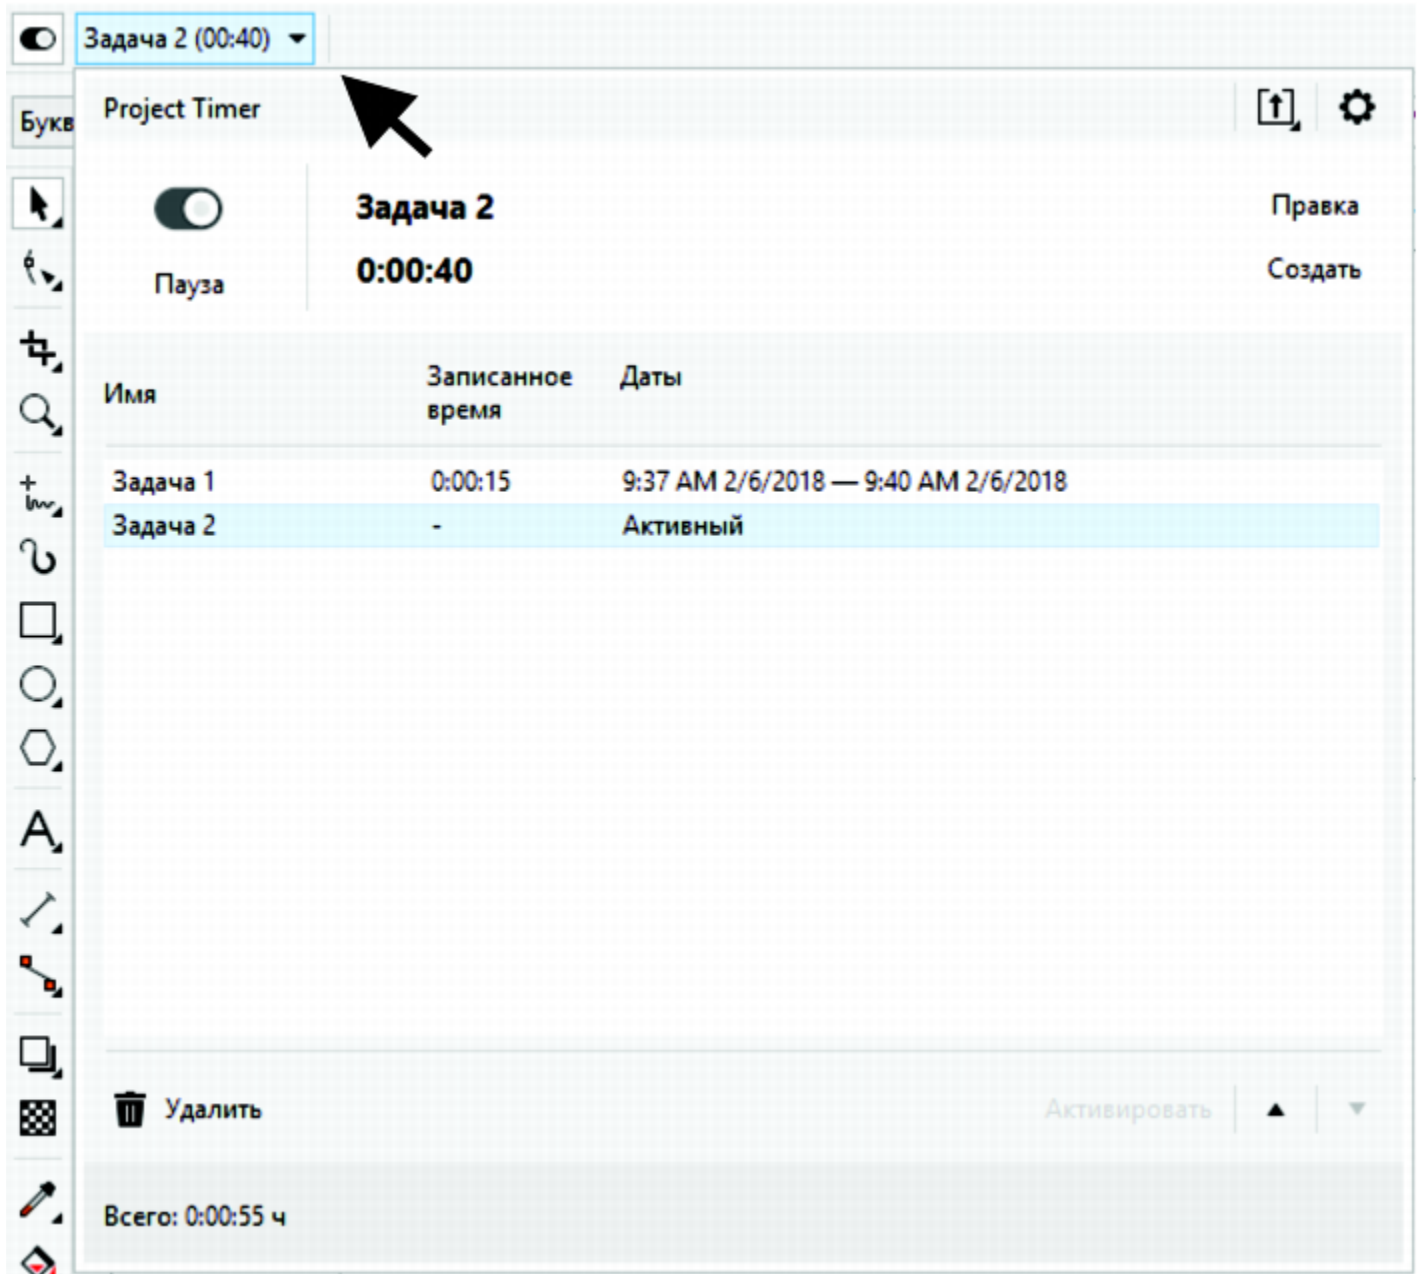 Задача 2 (00:40)
Букв
Project Timer
Задача 2
Правка
Пауза
0:00:40
Создать
Имя
Записанное
время
Даты
Задача 1 0:00:15 9:37 AM 2/6/2018 — 9:40 AM 2/6/2018
Задача 2 - Активный
Удалить
Активировать
Всего: 0:00:55 ч